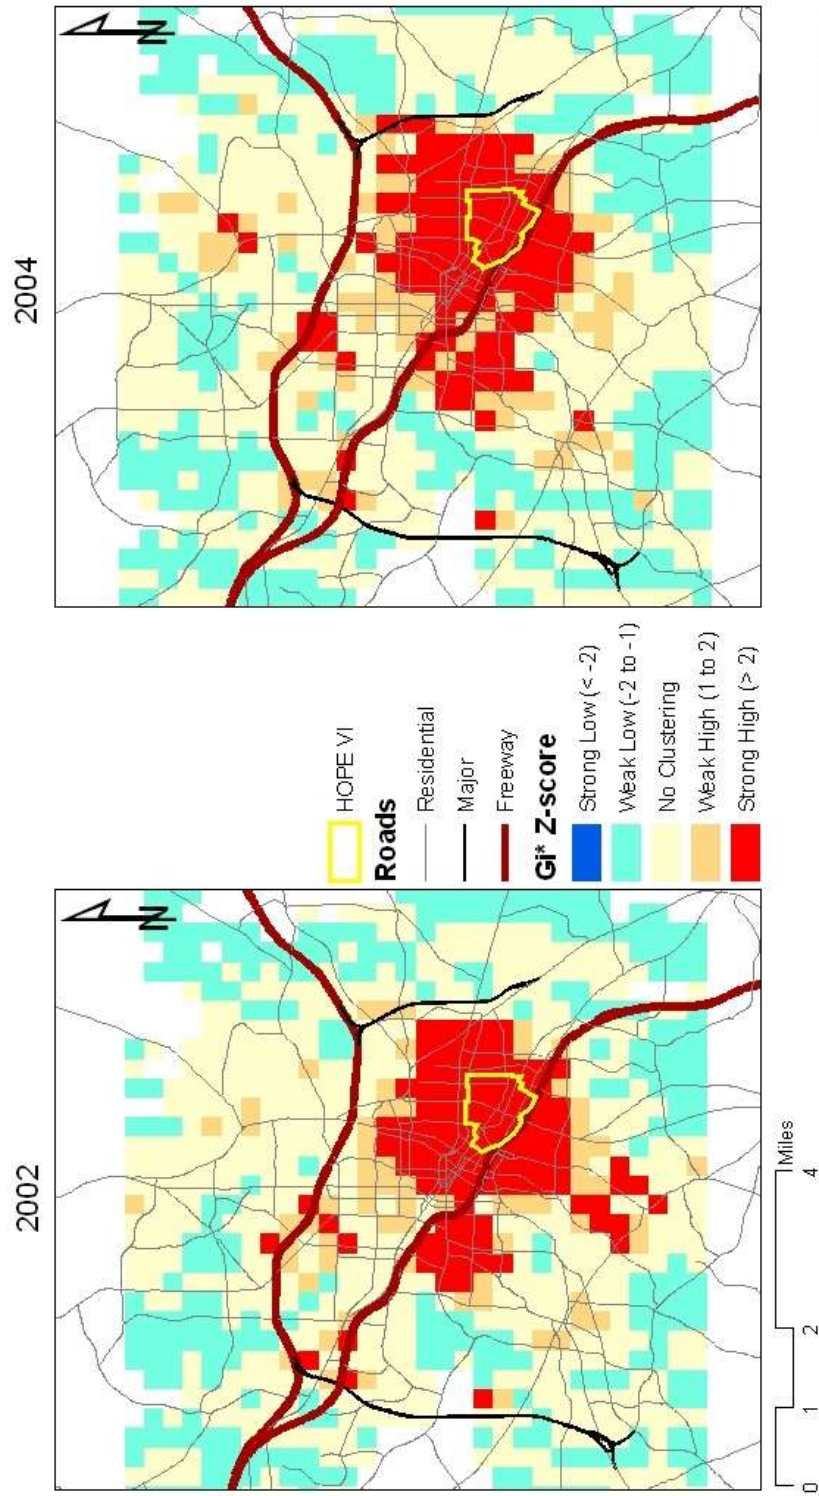 2002
N
0
1
2
4
Miles
HOPE VI
Roads
Residential
Major
Freeway
Gi* Z-score
Strong Low (< -2)
Weak Low (-2 to -1)
No Clustering
Weak High (1 to 2)
Strong High (> 2)
2004
N